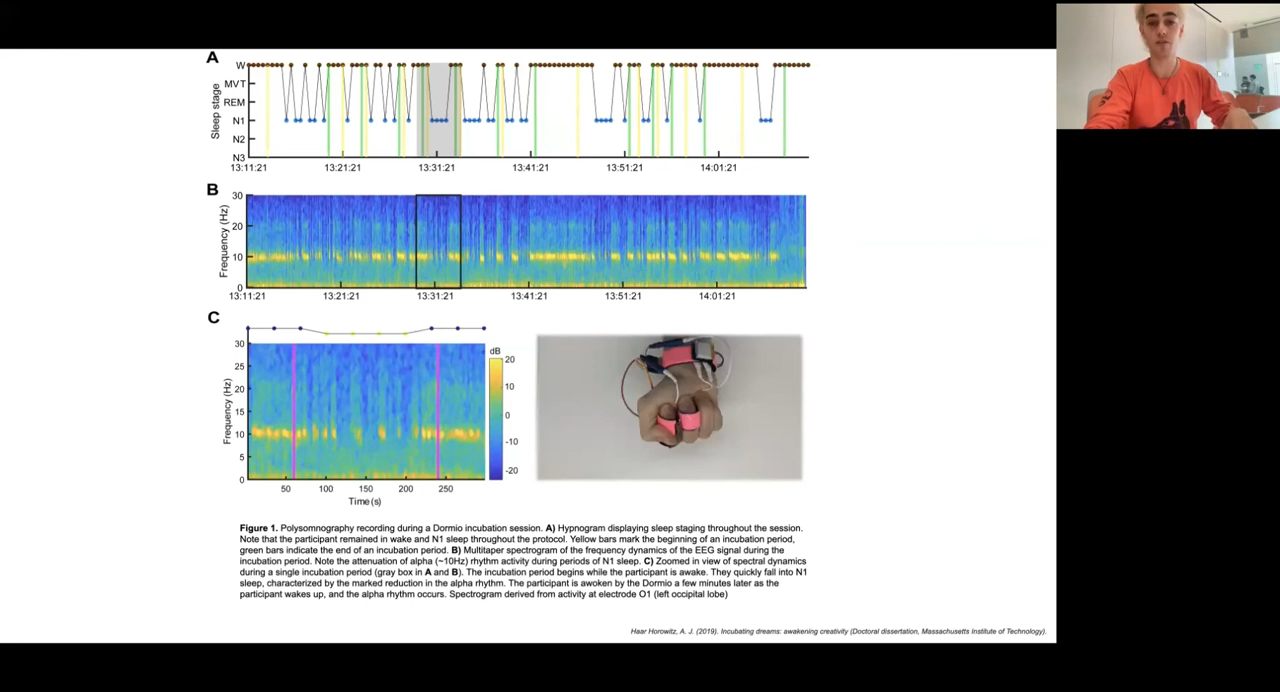 A
Sleep stage
W
MVT
REM
N1
N2
N3
13:11:21 13:21:21 13:31:21 13:41:21 13:51:21 14:01:21
B
Frequency (Hz)
30
20
10
0
13:11:21 13:21:21 13:31:21 13:41:21 13:51:21 14:01:21
C
Frequency (Hz)
30
25
20
15
10
5
0
50 100 150 200 250
Time (s)
dB
20
10
0
-10
-20
Figure 1. Polysomnography recording during a Dormio incubation session. A) Hypnogram displaying sleep staging throughout the session.
Note that the participant remained in wake and N1 sleep throughout the protocol. Yellow bars mark the beginning of an incubation period,
green bars indicate the end of an incubation period. B) Multitaper spectrogram of the frequency dynamics of the EEG signal during the
incubation period. Note the attenuation of alpha (~10Hz) rhythm activity during periods of N1 sleep. C) Zoomed in view of spectral dynamics
during a single incubation period (gray box in A and B). The incubation period begins while the participant is awake. They quickly fall into N1
sleep, characterized by the marked reduction in the alpha rhythm. The participant is awoken by the Dormio a few minutes later as the
participant wakes up, and the alpha rhythm occurs. Spectrogram derived from activity at electrode O1 (left occipital lobe)
Haar Horowitz, A. J. (2019). Incubating dreams: awakening creativity (Doctoral dissertation, Massachusetts Institute of Technology).